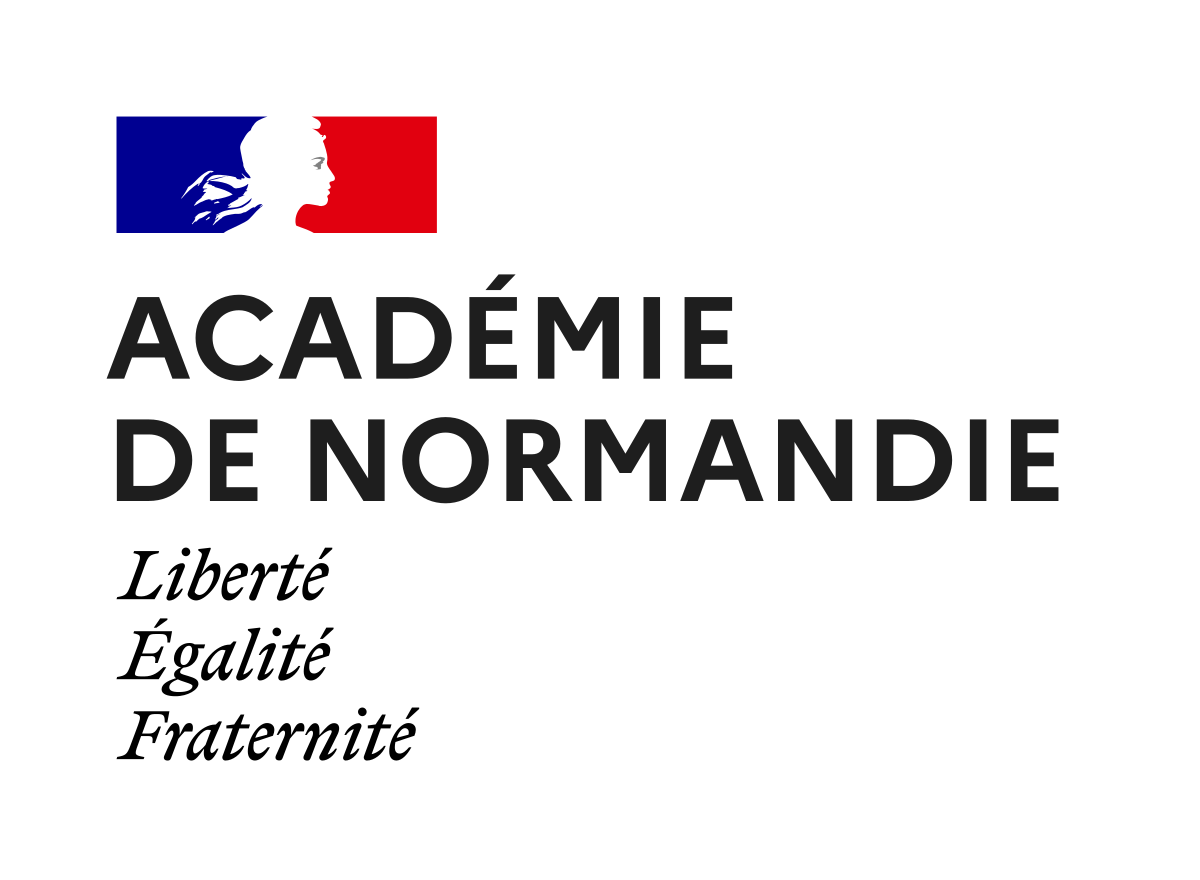 ACADÉMIE
DE NORMANDIE
Liberté
Égalité
Fraternité